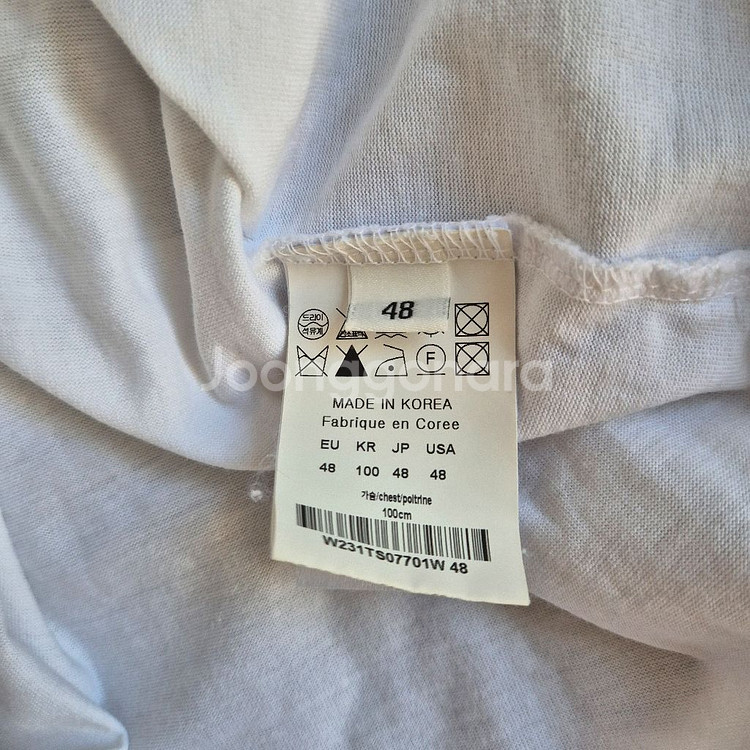 48
드라이
석유계
F
Joonggonara
MADE IN KOREA
Fabrique en Coree
EU KR JP USA
48 100 48 48
가슴/chest/poitrine
100cm
W231TS07701W 48